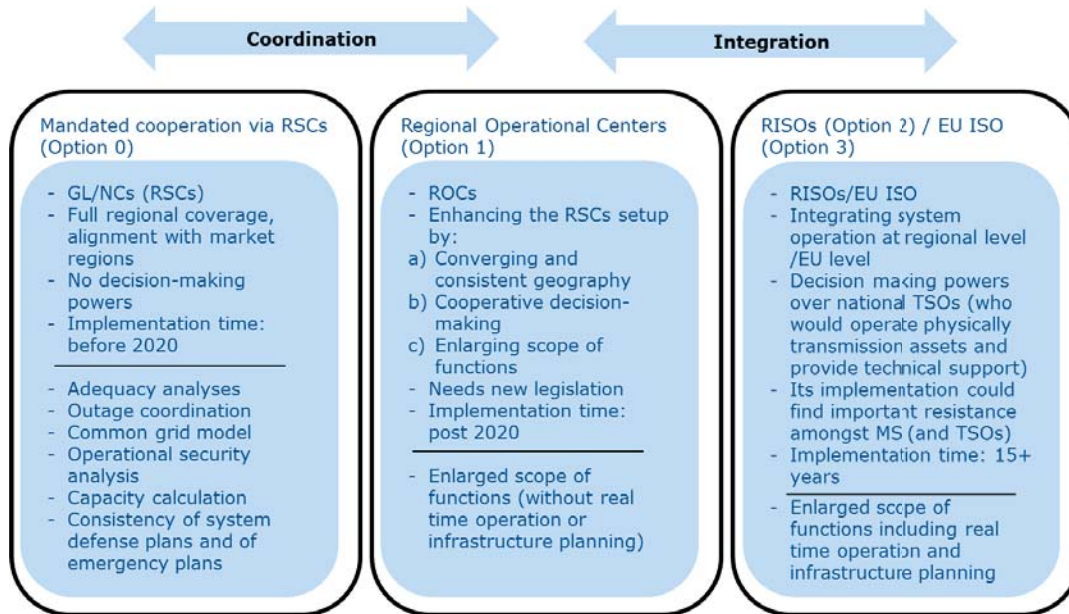 Coordination
Integration
Mandated cooperation via RSCs
(Option 0)
- GL/NCs (RSCs)
- Full regional coverage,
alignment with market
regions
- No decision-making
powers
- Implementation time:
before 2020
- Adequacy analyses
- Outage coordination
- Common grid model
- Operational security
analysis
- Capacity calculation
- Consistency of system
defense plans and of
emergency plans
Regional Operational Centers
(Option 1)
- ROCs
- Enhancing the RSCs setup
by:
a) Converging and
consistent geography
b) Cooperative decision-
making
c) Enlarging scope of
functions
- Needs new legislation
- Implementation time:
post 2020
- Enlarged scope of
functions (without real
time operation or
infrastructure planning)
RISOs (Option 2) / EU ISO
(Option 3)
- RISOs/EU ISO
- Integrating system
operation at regional level
/EU level
- Decision making powers
over national TSOs (who
would operate physically
transmission assets and
provide technical support)
- Its implementation could
find important resistance
amongst MS (and TSOs)
- Implementation time: 15+
years
- Enlarged scope of
functions including real
time operation and
infrastructure planning